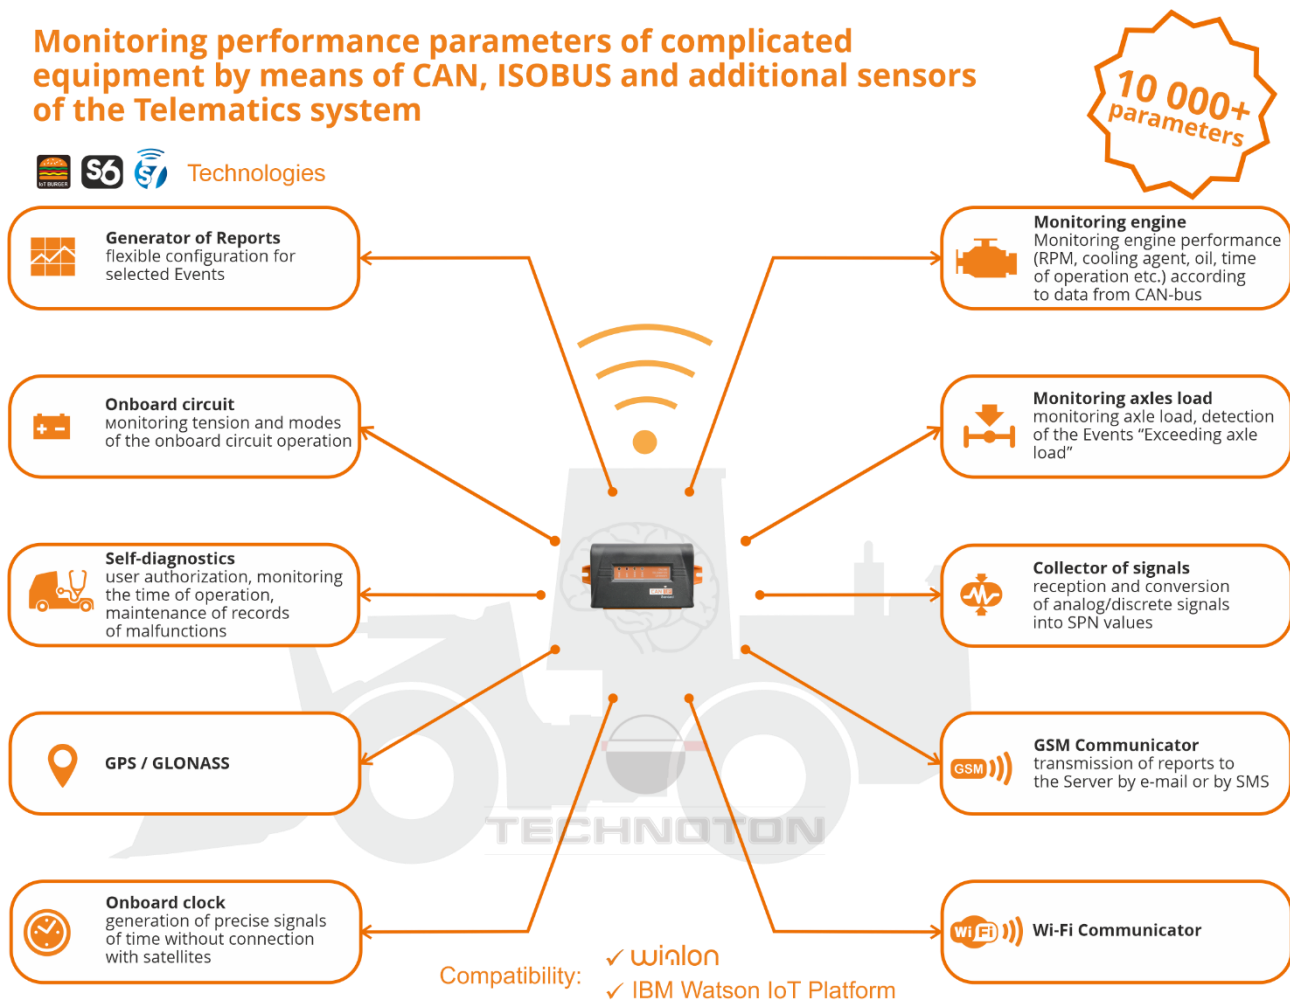 Monitoring performance parameters of complicated
equipment by means of CAN, ISOBUS and additional sensors
of the Telematics system
10 000+
parameters
IoT BURGER
S6
S7
Technologies
Generator of Reports
flexible configuration for
selected Events
Onboard circuit
мonitoring tension and modes
of the onboard circuit operation
Self-diagnostics
user authorization, monitoring
the time of operation,
maintenance of records
of malfunctions
GPS / GLONASS
Onboard clock
generation of precise signals
of time without connection
with satellites
Monitoring engine
Monitoring engine performance
(RPM, cooling agent, oil, time
of operation etc.) according
to data from CAN-bus
Monitoring axles load
monitoring axle load, detection
of the Events “Exceeding axle
load”
Collector of signals
reception and conversion
of analog/discrete signals
into SPN values
GSM
GSM Communicator
transmission of reports to
the Server by e-mail or by SMS
Wi Fi
Wi-Fi Communicator
CAN
TECHNOTON
Compatibility:
✓ wialon
✓ IBM Watson IoT Platform